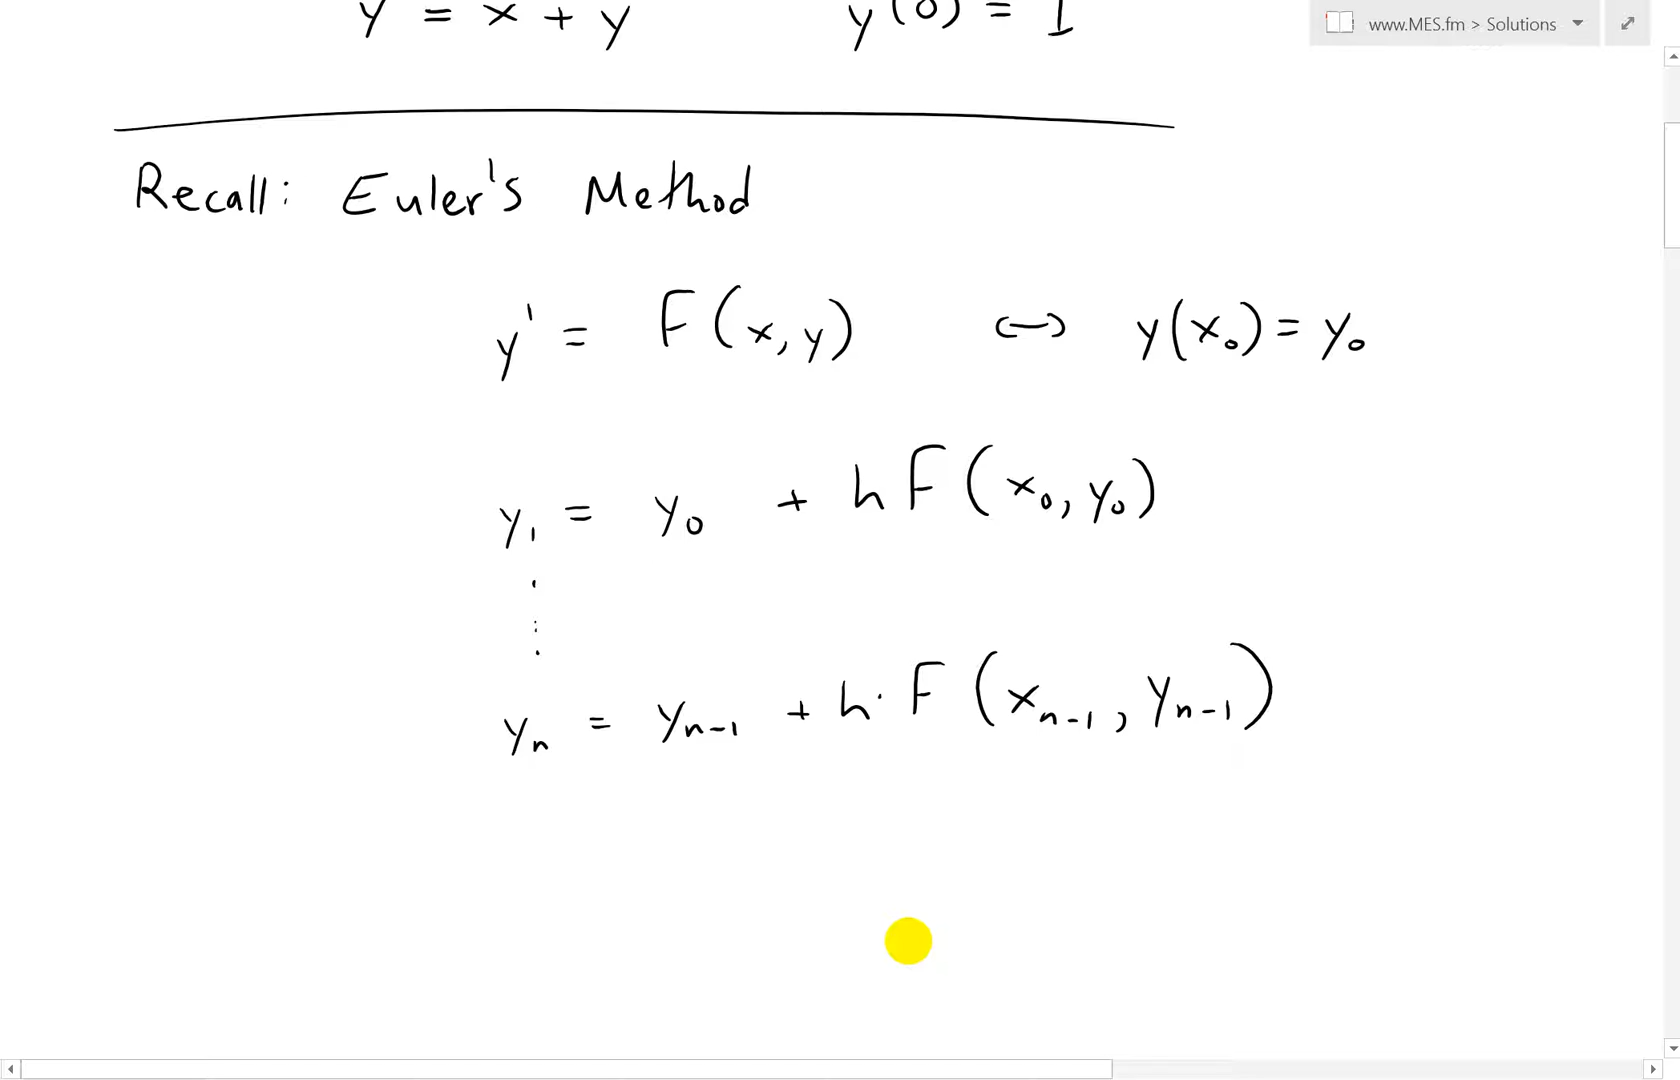 y = x + y y(0) = 1
www.MES.fm > Solutions
Recall: Euler's Method
y' = F(x,y) ↔ y(x₀) = y₀
y₁ = y₀ + hF(x₀, y₀)
⋮
yₙ = yₙ₋₁ + h·F(xₙ₋₁, yₙ₋₁)